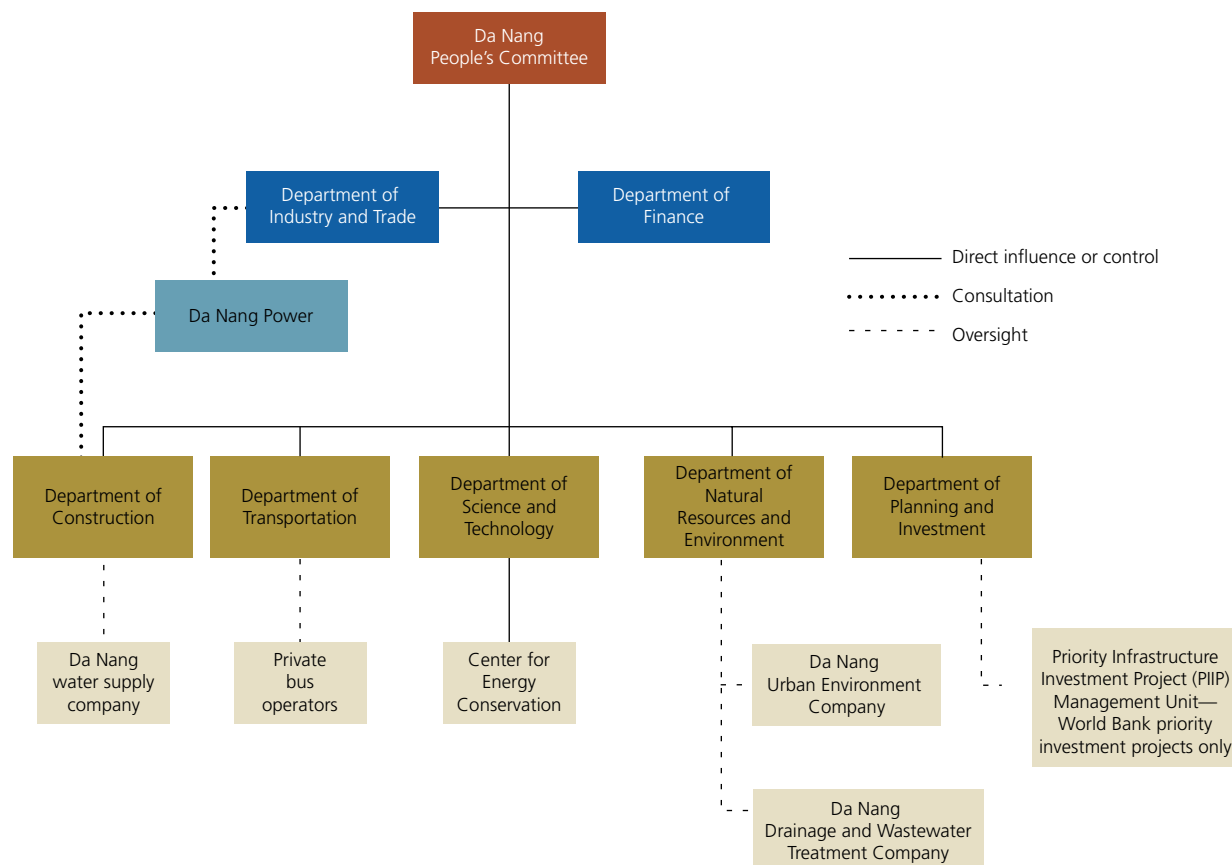 Da Nang
People's Committee
Department of
Industry and Trade
Department of
Finance
Direct influence or control
Consultation
Oversight
Da Nang Power
Department of
Construction
Department of
Transportation
Department of
Science and
Technology
Department of
Natural
Resources and
Environment
Department of
Planning and
Investment
Da Nang
water supply
company
Private
bus
operators
Center for
Energy
Conservation
Da Nang
Urban Environment
Company
Priority Infrastructure
Investment Project (PIIP)
Management Unit—
World Bank priority
investment projects only
Da Nang
Drainage and Wastewater
Treatment Company